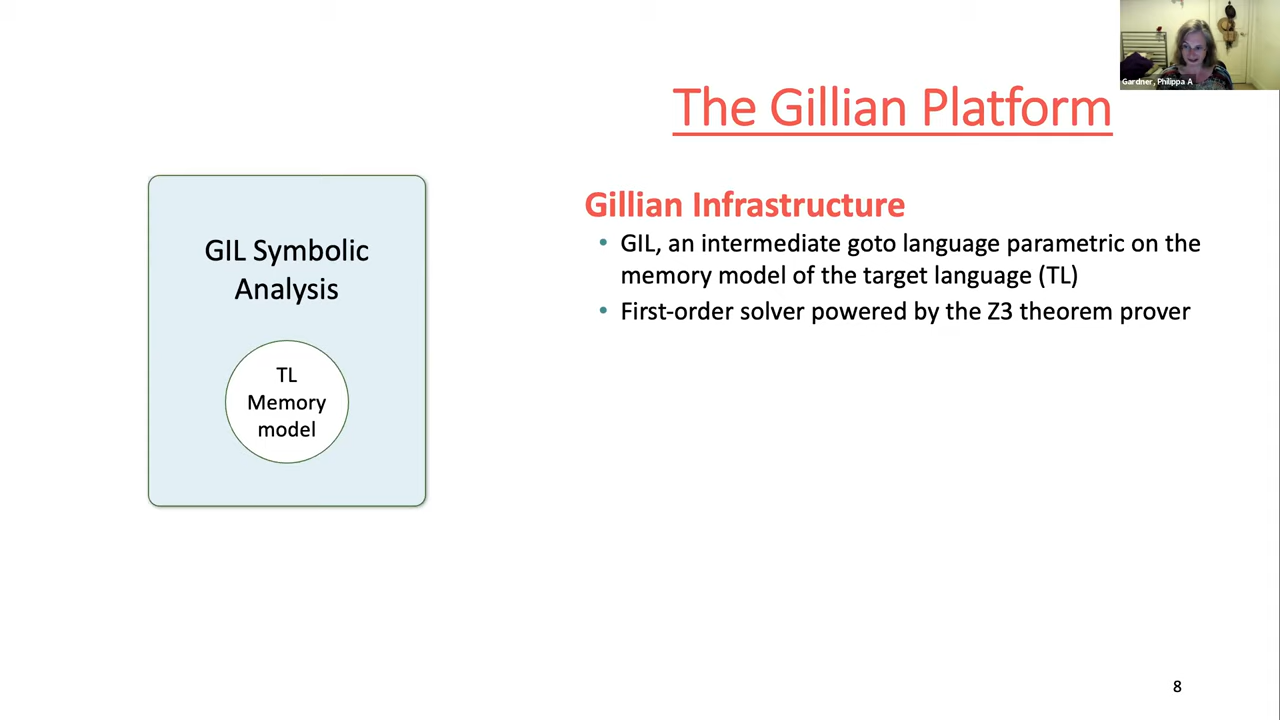 Gardner, Philippa A
The Gillian Platform
GIL Symbolic
Analysis
TL
Memory
model
Gillian Infrastructure
• GIL, an intermediate goto language parametric on the
memory model of the target language (TL)
• First-order solver powered by the Z3 theorem prover
8